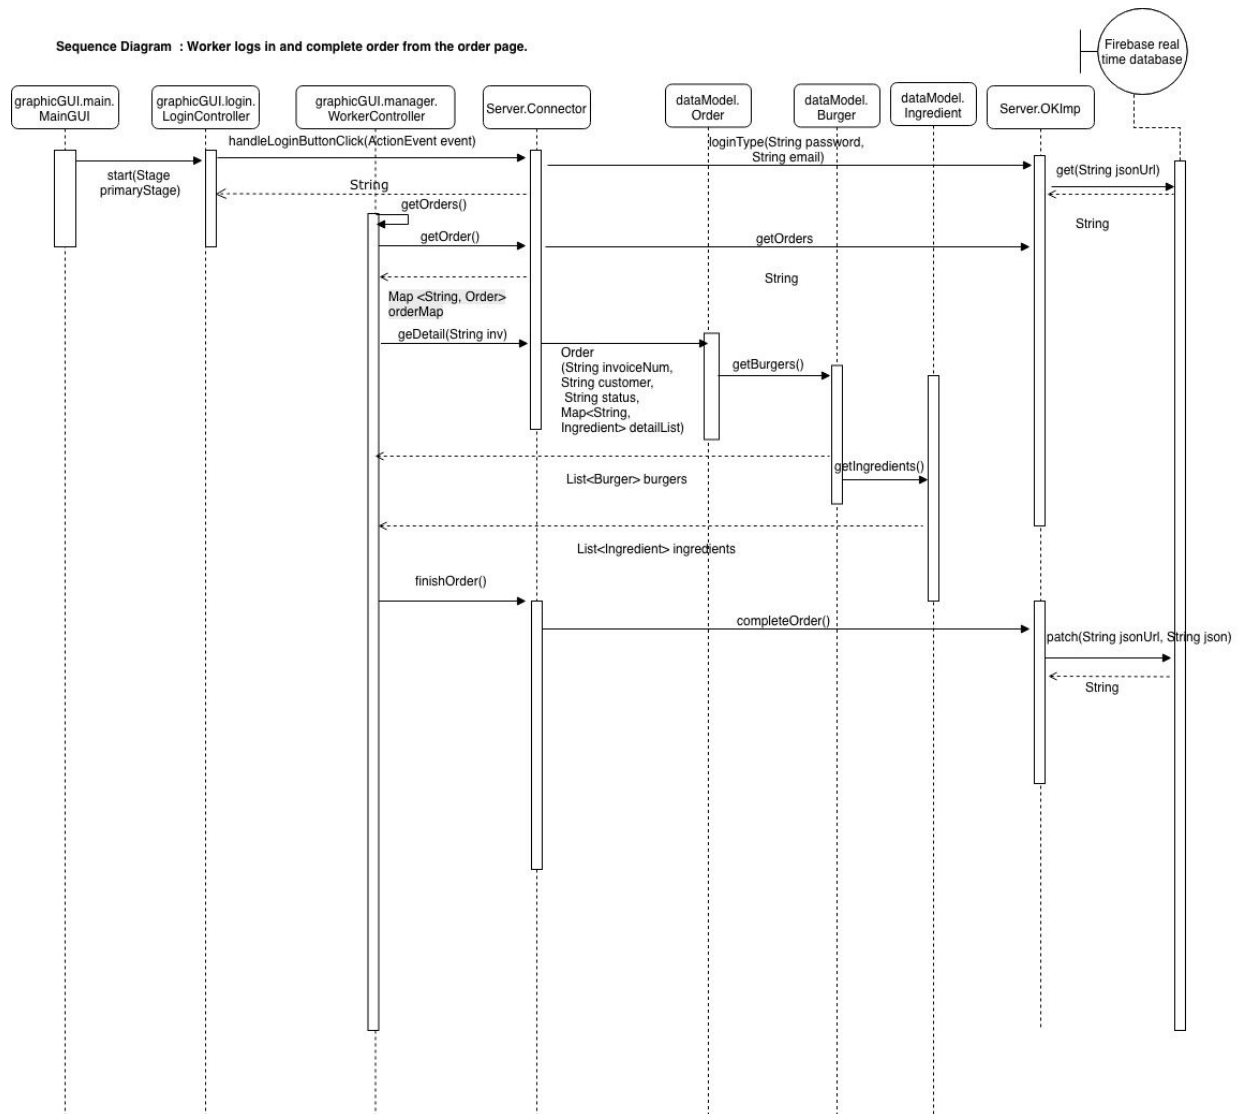 Sequence Diagram : Worker logs in and complete order from the order page.
Firebase real
time database
graphicGUI.main.
MainGUI
graphicGUI.login.
LoginController
graphicGUI.manager.
WorkerController
Server.Connector
dataModel.
Order
dataModel.
Burger
dataModel.
Ingredient
Server.OKImp
handleLoginButtonClick(ActionEvent event)
loginType(String password,
String email)
start(Stage
primaryStage)
get(String jsonUrl)
String
String
getOrders()
getOrder()
getOrders
String
Map <String, Order>
orderMap
geDetail(String inv)
Order
(String invoiceNum,
String customer,
String status,
Map<String,
Ingredient> detailList)
getBurgers()
getIngredients()
List<Burger> burgers
List<Ingredient> ingredients
finishOrder()
completeOrder()
patch(String jsonUrl, String json)
String